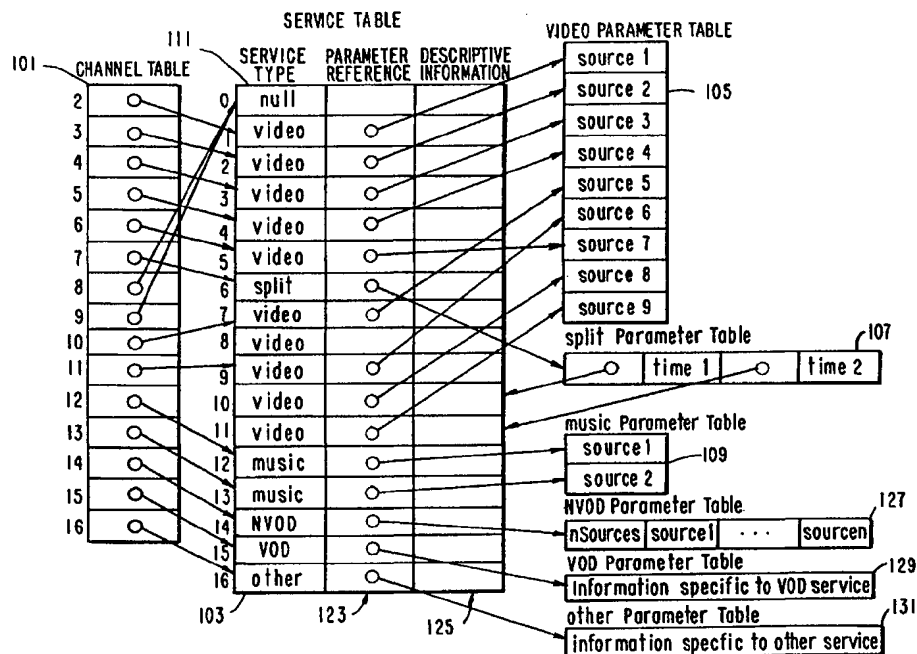 SERVICE TABLE
111
101
CHANNEL TABLE
SERVICE TYPE
PARAMETER REFERENCE
DESCRIPTIVE INFORMATION
2
3
4
5
6
7
8
9
10
11
12
13
14
15
16
0 null
1 video
2 video
3 video
4 video
5 video
6 split
7 video
8 video
9 video
10 video
11 video
12 music
13 music
14 NVOD
15 VOD
16 other
103
123
125
VIDEO PARAMETER TABLE
source 1
source 2
source 3
source 4
source 5
source 6
source 7
source 8
source 9
105
split Parameter Table
107
time 1
time 2
music Parameter Table
source1
source 2
109
NVOD Parameter Table
127
nSources source1 ... sourcen
VOD Parameter Table
129
Information specific to VOD service
other Parameter Table
131
information specfic to other service